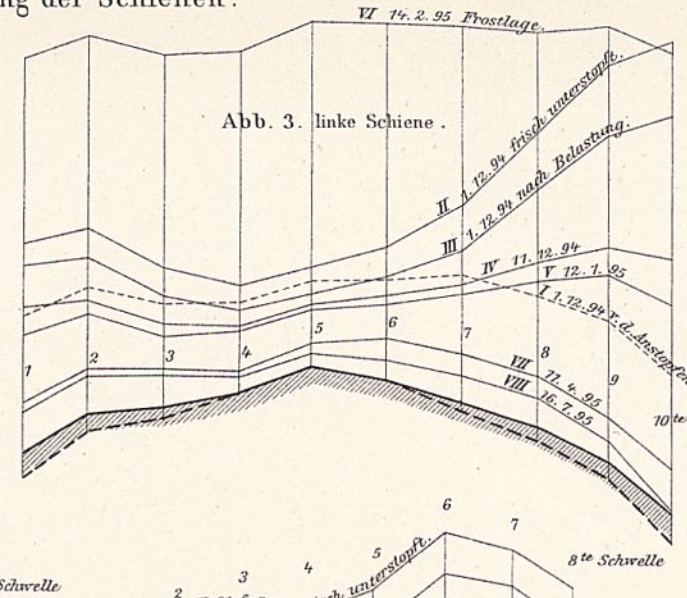 ng der Schienen.
VI 14. 2. 95 Frostlage.
Abb. 3. linke Schiene.
II 1. 12. 94 frisch unterstopft.
III 1. 12. 94 nach Belastung.
IV 11. 12. 94
V 12. 1. 95
I 1. 12. 94 v. d. Anstopfen
1 2 3 4 5 6 7 8 9 10te
VII 11. 4. 95
VIII 16. 7. 95
6
7
8te Schwelle
Schwelle
2
3
4
5
unterstopft.